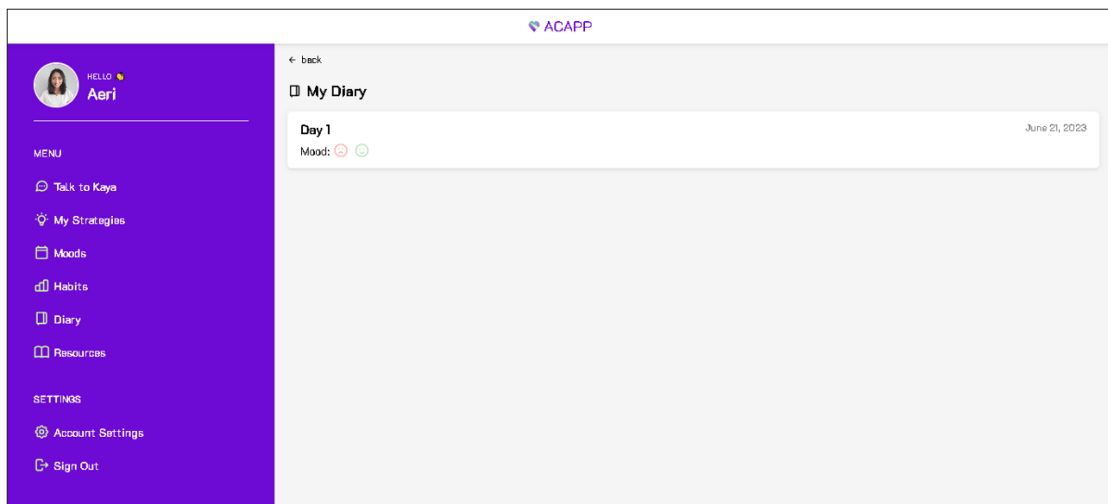 ACAPP
HELLO
Aeri
MENU
Talk to Kaya
My Strategies
Moods
Habits
Diary
Resources
SETTINGS
Account Settings
Sign Out
← back
My Diary
Day 1
June 21, 2023
Mood: